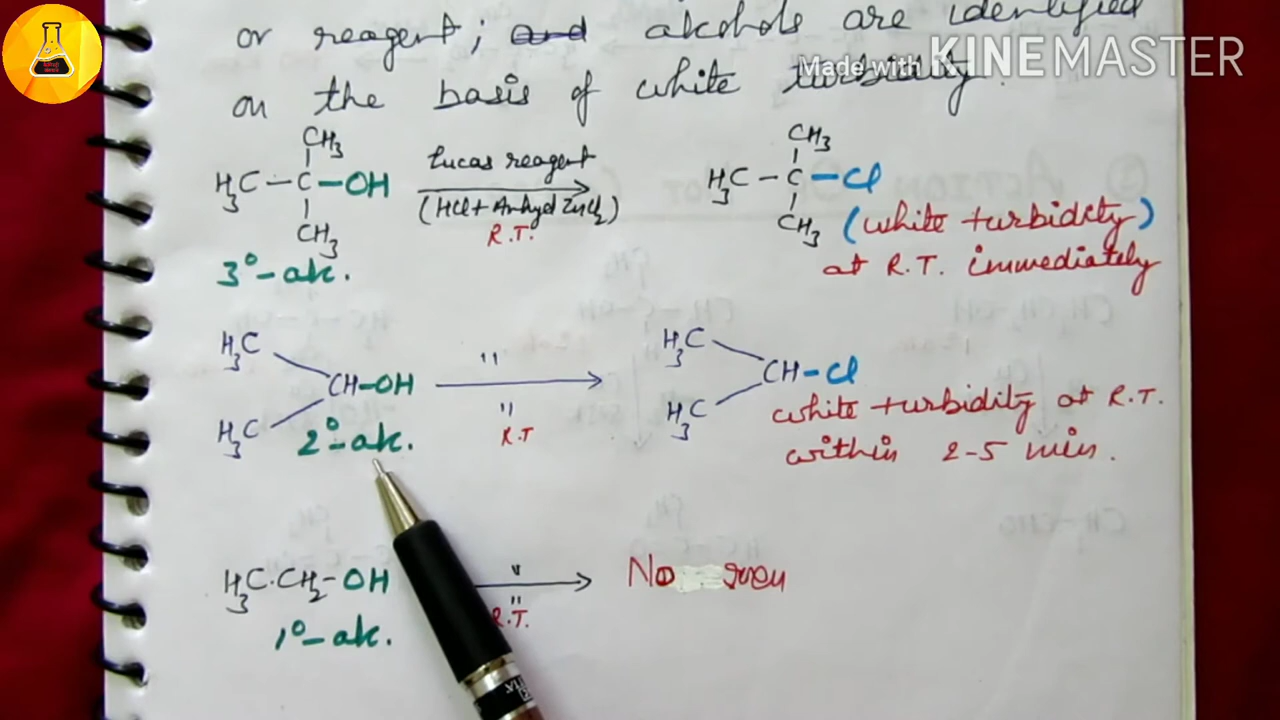 or reagent; and alcohols are identified
Made with KINEMASTER
on the basis of white turbidity.
CH3
H3C-C-OH
CH3
3°-alc.
Lucas reagent
(HCl + Anhyd ZnCl2)
R.T.
CH3
H3C-C-Cl
CH3
(white turbidity)
at R.T. immediately
H3C
CH-OH
H3C
2°-alc.
"
"
R.T
H3C
CH-Cl
H3C
white turbidity at R.T.
within 2-5 min.
H3C.CH2-OH
1°-alc.
"
"
R.T.
No rxn